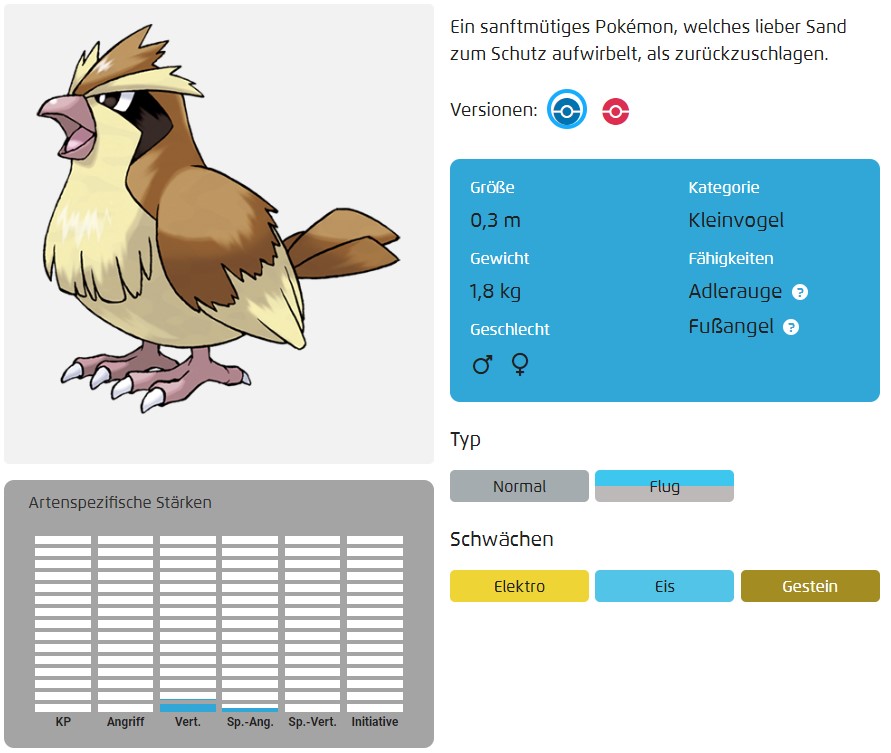 Ein sanftmütiges Pokémon, welches lieber Sand
zum Schutz aufwirbelt, als zurückzuschlagen.
Versionen:
Größe
0,3 m
Gewicht
1,8 kg
Geschlecht
♂ ♀
Kategorie
Kleinvogel
Fähigkeiten
Adlerauge ?
Fußangel ?
Typ
Normal Flug
Schwächen
Elektro Eis Gestein
Artenspezifische Stärken
KP Angriff Vert. Sp.-Ang. Sp.-Vert. Initiative